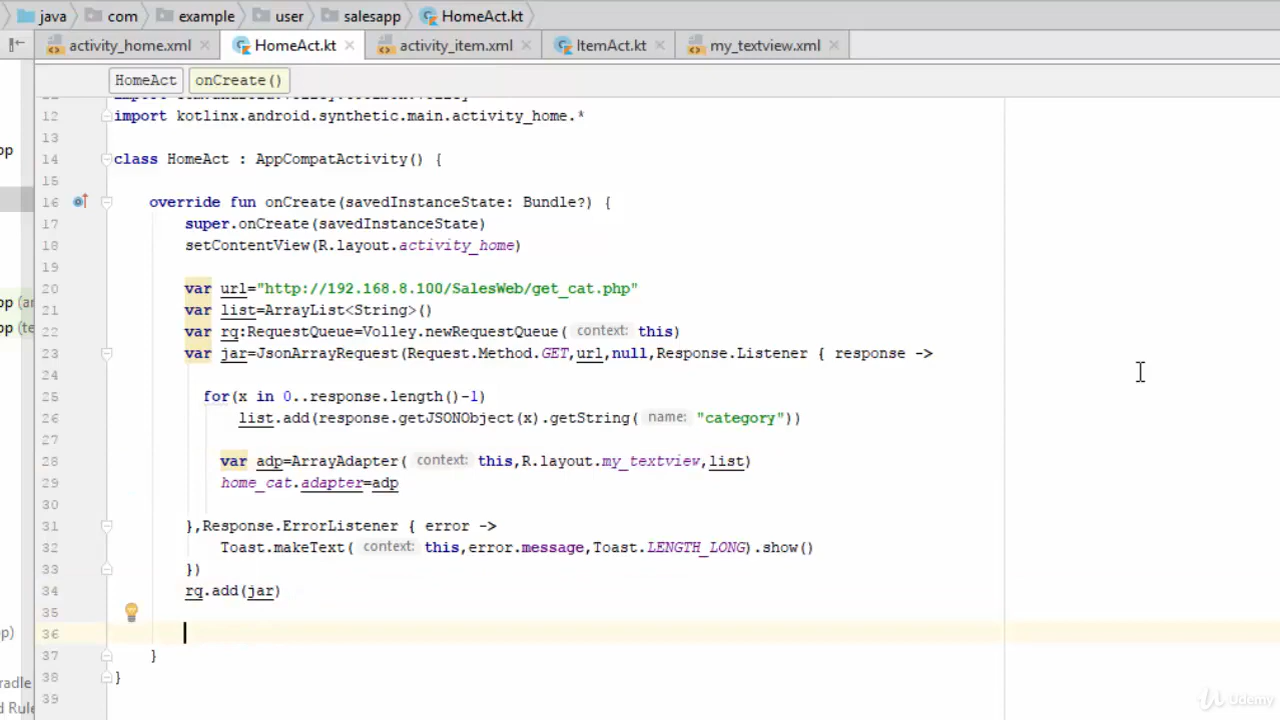 java com example user salesapp HomeAct.kt
activity_home.xml HomeAct.kt activity_item.xml ItemAct.kt my_textview.xml
HomeAct onCreate()
12 import kotlinx.android.synthetic.main.activity_home.*
13
14 class HomeAct : AppCompatActivity() {
15
16 override fun onCreate(savedInstanceState: Bundle?) {
17 super.onCreate(savedInstanceState)
18 setContentView(R.layout.activity_home)
19
20 var url="http://192.168.8.100/SalesWeb/get_cat.php"
21 var list=ArrayList<String>()
22 var rq:RequestQueue=Volley.newRequestQueue( context: this)
23 var jar=JsonArrayRequest(Request.Method.GET,url,null,Response.Listener { response ->
24
25 for(x in 0..response.length()-1)
26 list.add(response.getJSONObject(x).getString( name: "category"))
27
28 var adp=ArrayAdapter( context: this,R.layout.my_textview,list)
29 home_cat.adapter=adp
30
31 },Response.ErrorListener { error ->
32 Toast.makeText( context: this,error.message,Toast.LENGTH_LONG).show()
33 })
34 rq.add(jar)
35
36
37 }
38 }
39
Udemy